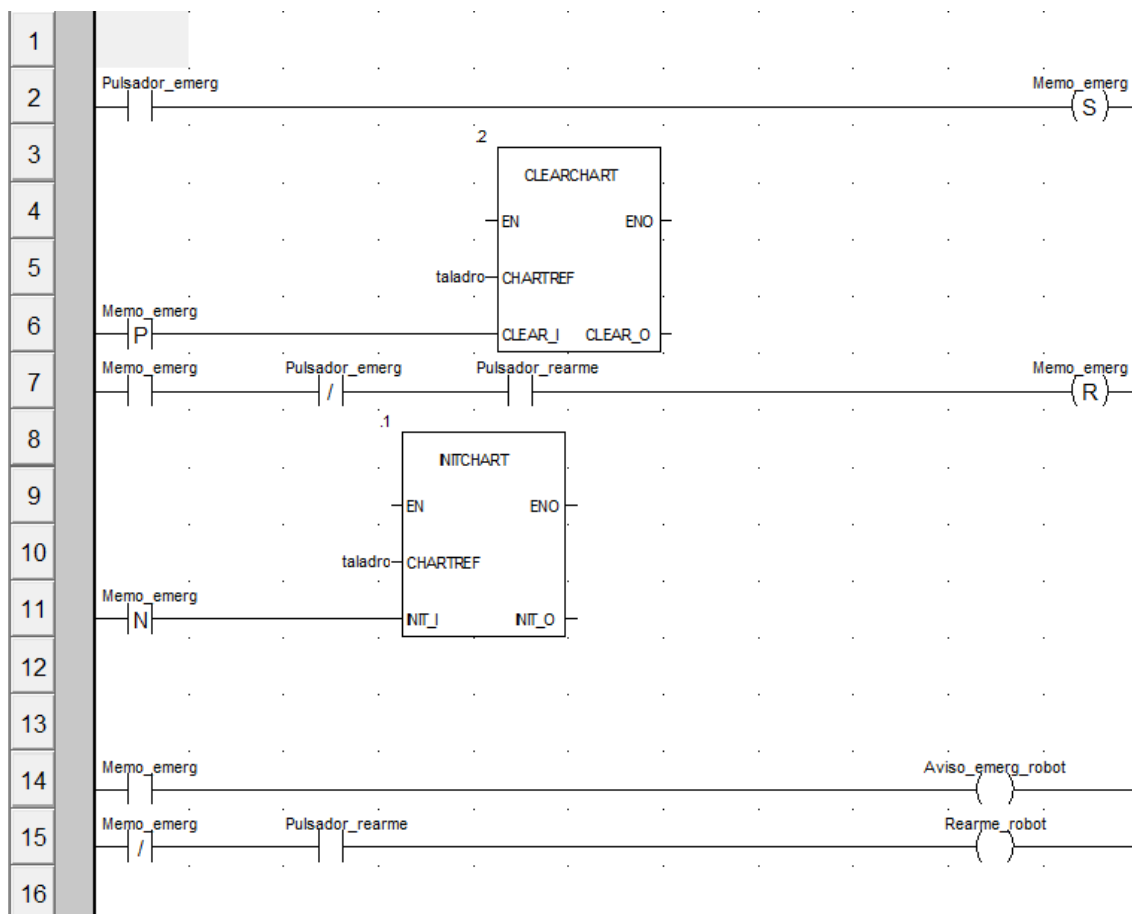 1
Pulsador_emerg
Memo_emerg
2
S
3
.2
CLEARCHART
4
EN ENO
5
taladro CHARTREF
Memo_emerg
6
P
CLEAR_I CLEAR_O
Memo_emerg Pulsador_emerg Pulsador_rearme Memo_emerg
7
/ R
8
.1
INITCHART
9
EN ENO
10
taladro CHARTREF
Memo_emerg
11
N
INIT_I INIT_O
12
13
Memo_emerg Aviso_emerg_robot
14
Memo_emerg Pulsador_rearme Rearme_robot
15
/
16